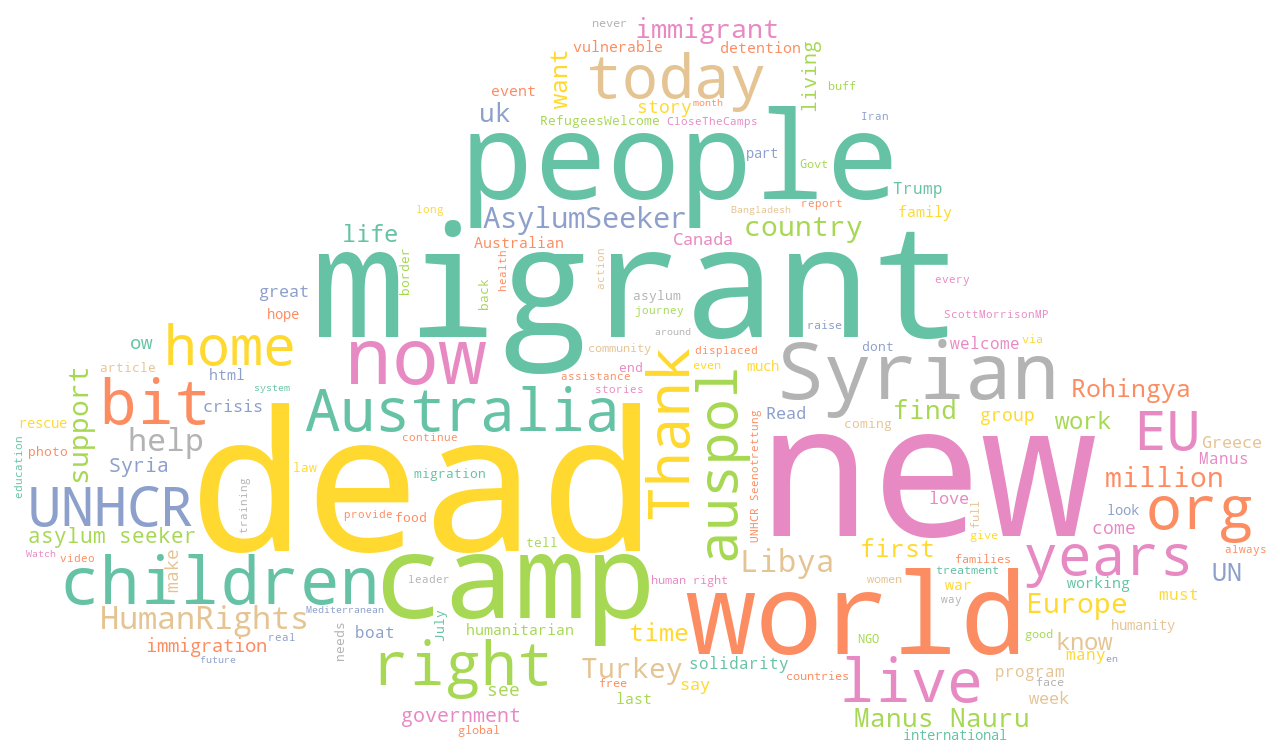 never
immigrant
vulnerable
detention
today
want
living
event
buff
story
month
uk
RefugeesWelcome
CloseTheCamps
Iran
people
part
Govt
Trump
AsylumSeeker
long
Bangladesh
report
family
country
life
Australian
Canada
migrant
border
health
back
action
every
great
asylum
journey
hope
ScottMorrisonMP
raise
around
ow
home
now
community
displaced
dont
welcome
via
Syrian
article
html
system
end
even
much
assistance
stories
Thank
auspol
Rohingya
support
bit
crisis
Australia
Read
find
group
work
EU
rescue
coming
help
continue
dead
new
Greece
photo
Syria
law
migration
Manus
education
million
UNHCR
training
provide
food
UNHCR Seenotrettung
love
full
come
look
org
asylum seeker
tell
give
first
Watch
video
always
make
Libya
families
years
children
leader
camp
human right
women
treatment
war
working
UN
way
must
world
Europe
HumanRights
Mediterranean
boat
July
humanitarian
time
NGO
good
know
humanity
immigration
real
needs
future
right
Turkey
solidarity
many
en
see
free
say
countries
live
program
face
last
week
government
Manus Nauru
global
international